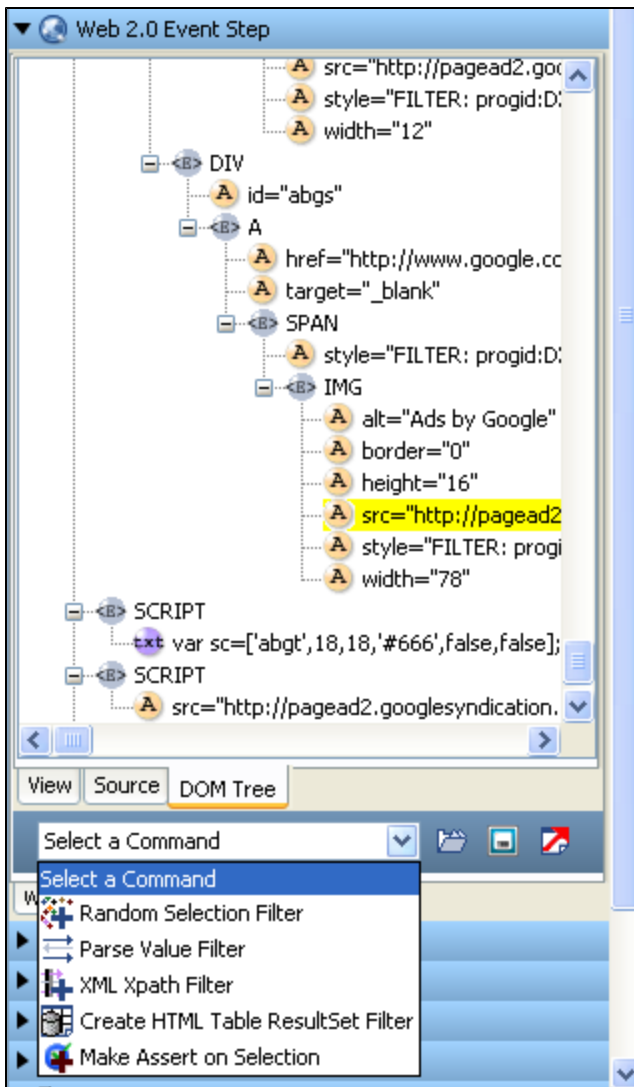 Web 2.0 Event Step
A src="http://pagead2.goo
A style="FILTER: progid:D
A width="12"
<E> DIV
A id="abgs"
<E> A
A href="http://www.google.cc
A target="_blank"
<E> SPAN
A style="FILTER: progid:D
<E> IMG
A alt="Ads by Google"
A border="0"
A height="16"
A src="http://pagead2
A style="FILTER: progi
A width="78"
<E> SCRIPT
txt var sc=['abgt',18,18,'#666',false,false];
<E> SCRIPT
A src="http://pagead2.googlesyndication.
View Source DOM Tree
Select a Command
Select a Command
W
Random Selection Filter
Parse Value Filter
XML Xpath Filter
Create HTML Table ResultSet Filter
Make Assert on Selection